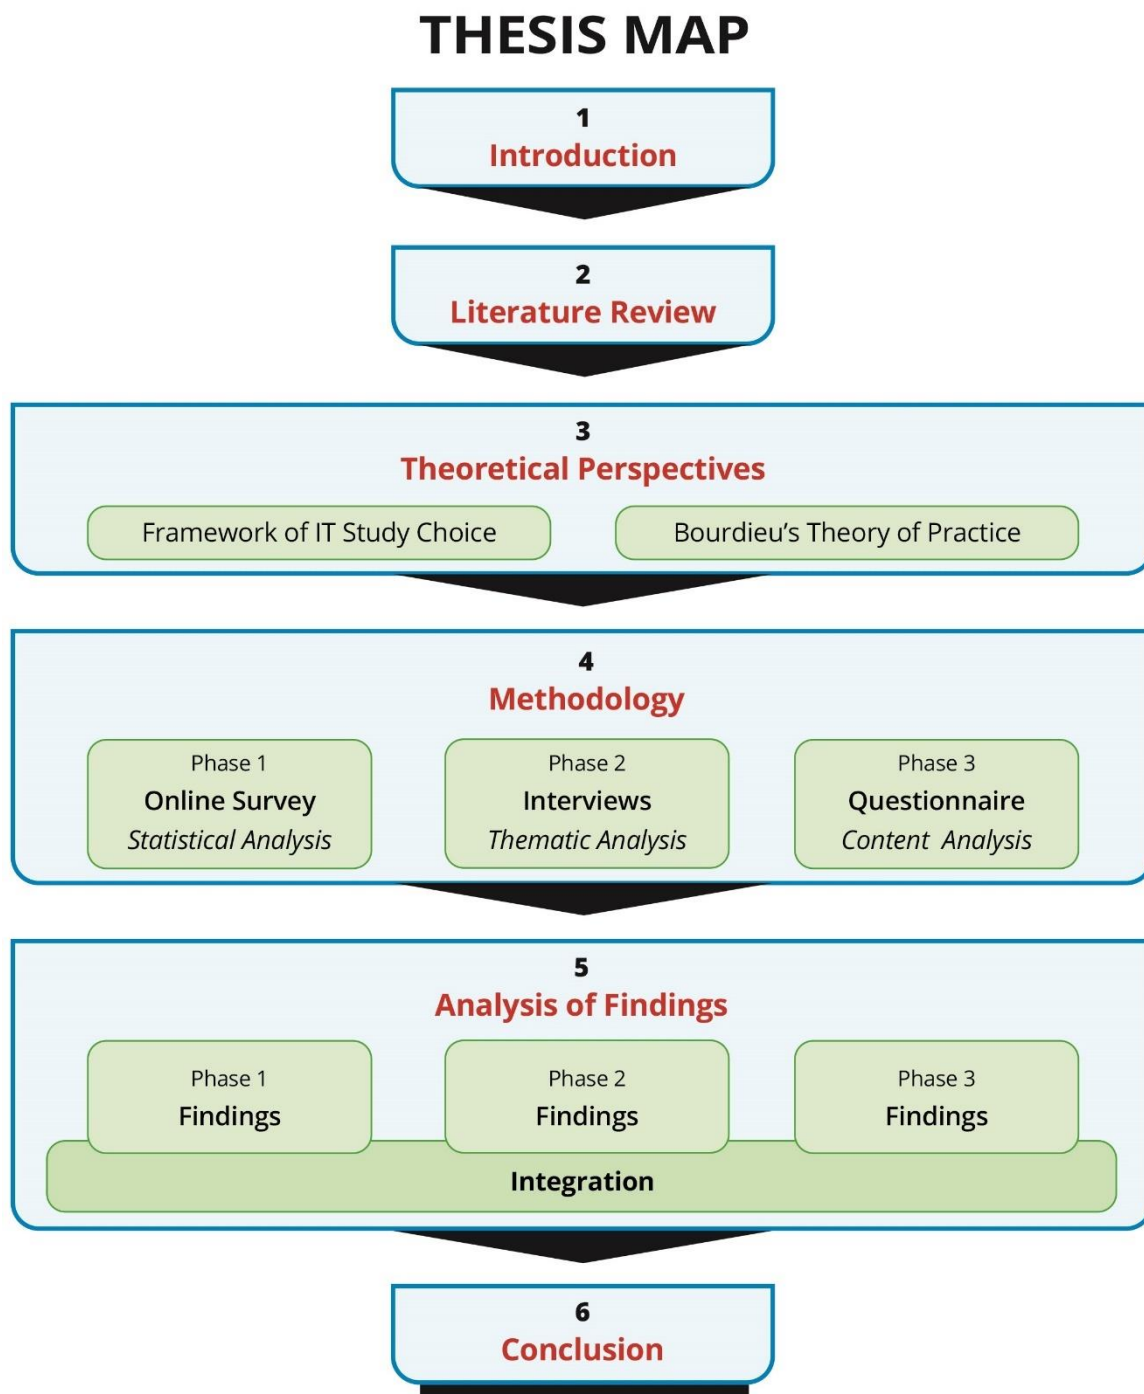 THESIS MAP
1
Introduction
2
Literature Review
3
Theoretical Perspectives
Framework of IT Study Choice
Bourdieu’s Theory of Practice
4
Methodology
Phase 1
Online Survey
Statistical Analysis
Phase 2
Interviews
Thematic Analysis
Phase 3
Questionnaire
Content Analysis
5
Analysis of Findings
Phase 1
Findings
Phase 2
Findings
Phase 3
Findings
Integration
6
Conclusion